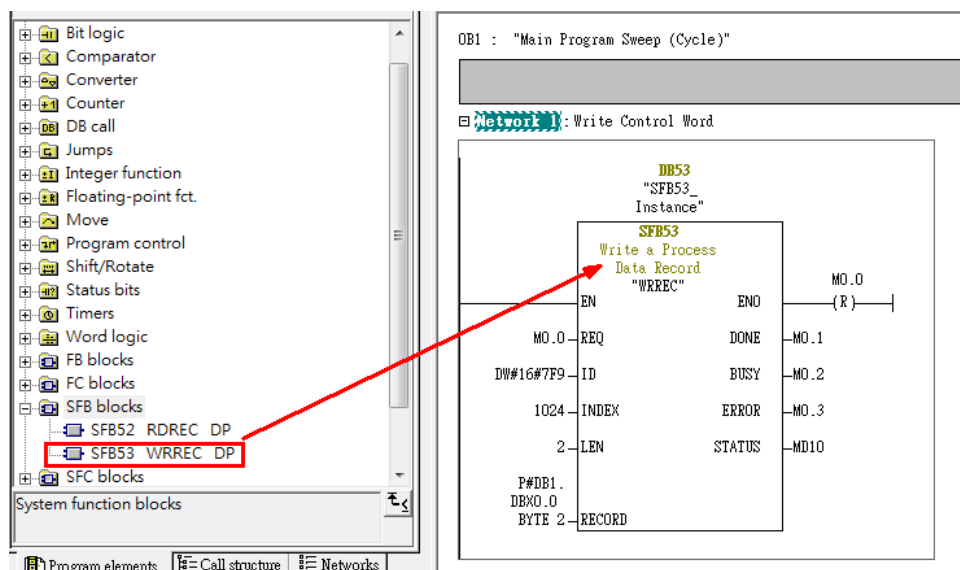 Bit logic
Comparator
Converter
Counter
DB call
Jumps
Integer function
Floating-point fct.
Move
Program control
Shift/Rotate
Status bits
Timers
Word logic
FB blocks
FC blocks
SFB blocks
SFB52 RDREC DP
SFB53 WRREC DP
SFC blocks
System function blocks
Program elements Call structure Networks
OB1 : "Main Program Sweep (Cycle)"
Network 1: Write Control Word
DB53
"SFB53_
Instance"
SFB53
Write a Process
Data Record
"WRREC"
M0.0
EN ENO (R)
M0.0 REQ DONE M0.1
DW#16#7F9 ID BUSY M0.2
1024 INDEX ERROR M0.3
2 LEN STATUS MD10
P#DB1.
DBX0.0
BYTE 2 RECORD